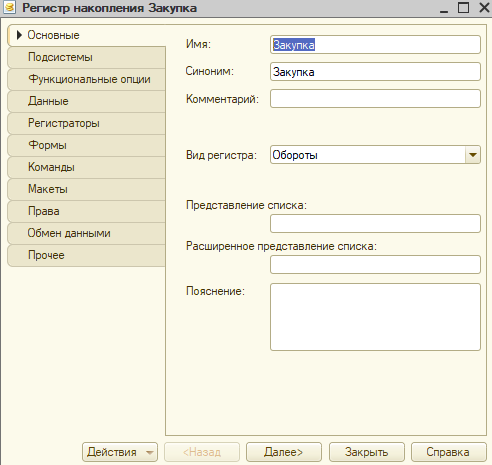 Регистр накопления Закупка
Основные
Подсистемы
Функциональные опции
Данные
Регистраторы
Формы
Команды
Макеты
Права
Обмен данными
Прочее
Имя: Закупка
Синоним: Закупка
Комментарий:
Вид регистра: Обороты
Представление списка:
Расширенное представление списка:
Пояснение:
Действия <Назад Далее> Закрыть Справка